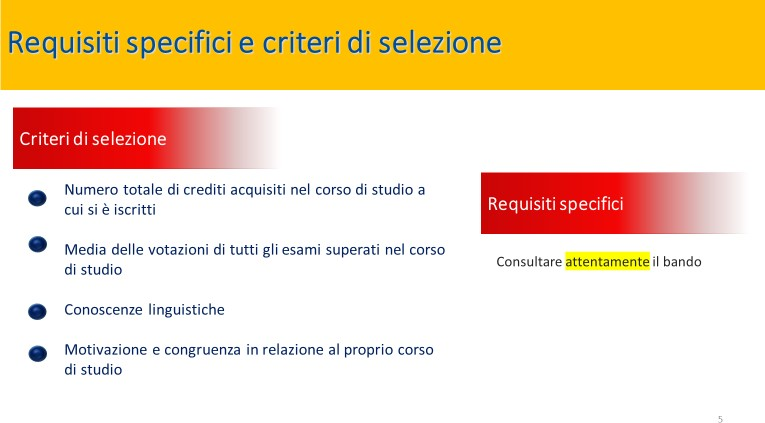 Requisiti specifici e criteri di selezione
Criteri di selezione
Numero totale di crediti acquisiti nel corso di studio a
cui si è iscritti
Media delle votazioni di tutti gli esami superati nel corso
di studio
Conoscenze linguistiche
Motivazione e congruenza in relazione al proprio corso
di studio
Requisiti specifici
Consultare attentamente il bando
5